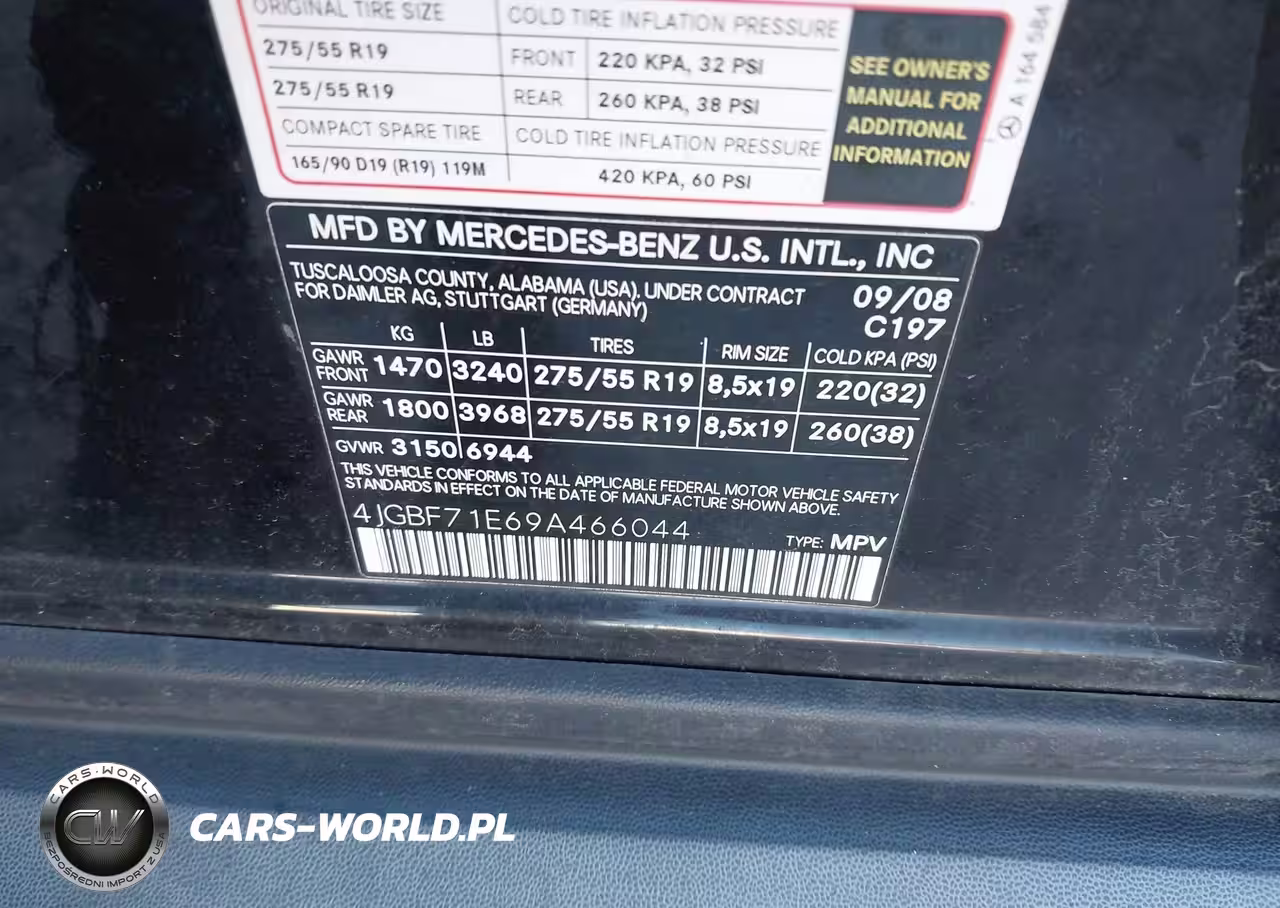 ORIGINAL TIRE SIZE COLD TIRE INFLATION PRESSURE
275/55 R19 FRONT 220 KPA, 32 PSI
275/55 R19 REAR 260 KPA, 38 PSI
COMPACT SPARE TIRE COLD TIRE INFLATION PRESSURE
165/90 D19 (R19) 119M 420 KPA, 60 PSI
SEE OWNER'S
MANUAL FOR
ADDITIONAL
INFORMATION
A 164 584
MFD BY MERCEDES-BENZ U.S. INTL., INC
TUSCALOOSA COUNTY, ALABAMA (USA). UNDER CONTRACT
FOR DAIMLER AG, STUTTGART (GERMANY)
09/08
C197
KG LB TIRES RIM SIZE COLD KPA (PSI)
GAWR FRONT 1470 3240 275/55 R19 8,5x19 220(32)
GAWR REAR 1800 3968 275/55 R19 8,5x19 260(38)
GVWR 3150 6944
THIS VEHICLE CONFORMS TO ALL APPLICABLE FEDERAL MOTOR VEHICLE SAFETY
STANDARDS IN EFFECT ON THE DATE OF MANUFACTURE SHOWN ABOVE.
4JGBF71E69A466044
TYPE: MPV
CARS-WORLD
CW
BEZPOŚREDNI IMPORT Z USA
CARS-WORLD.PL